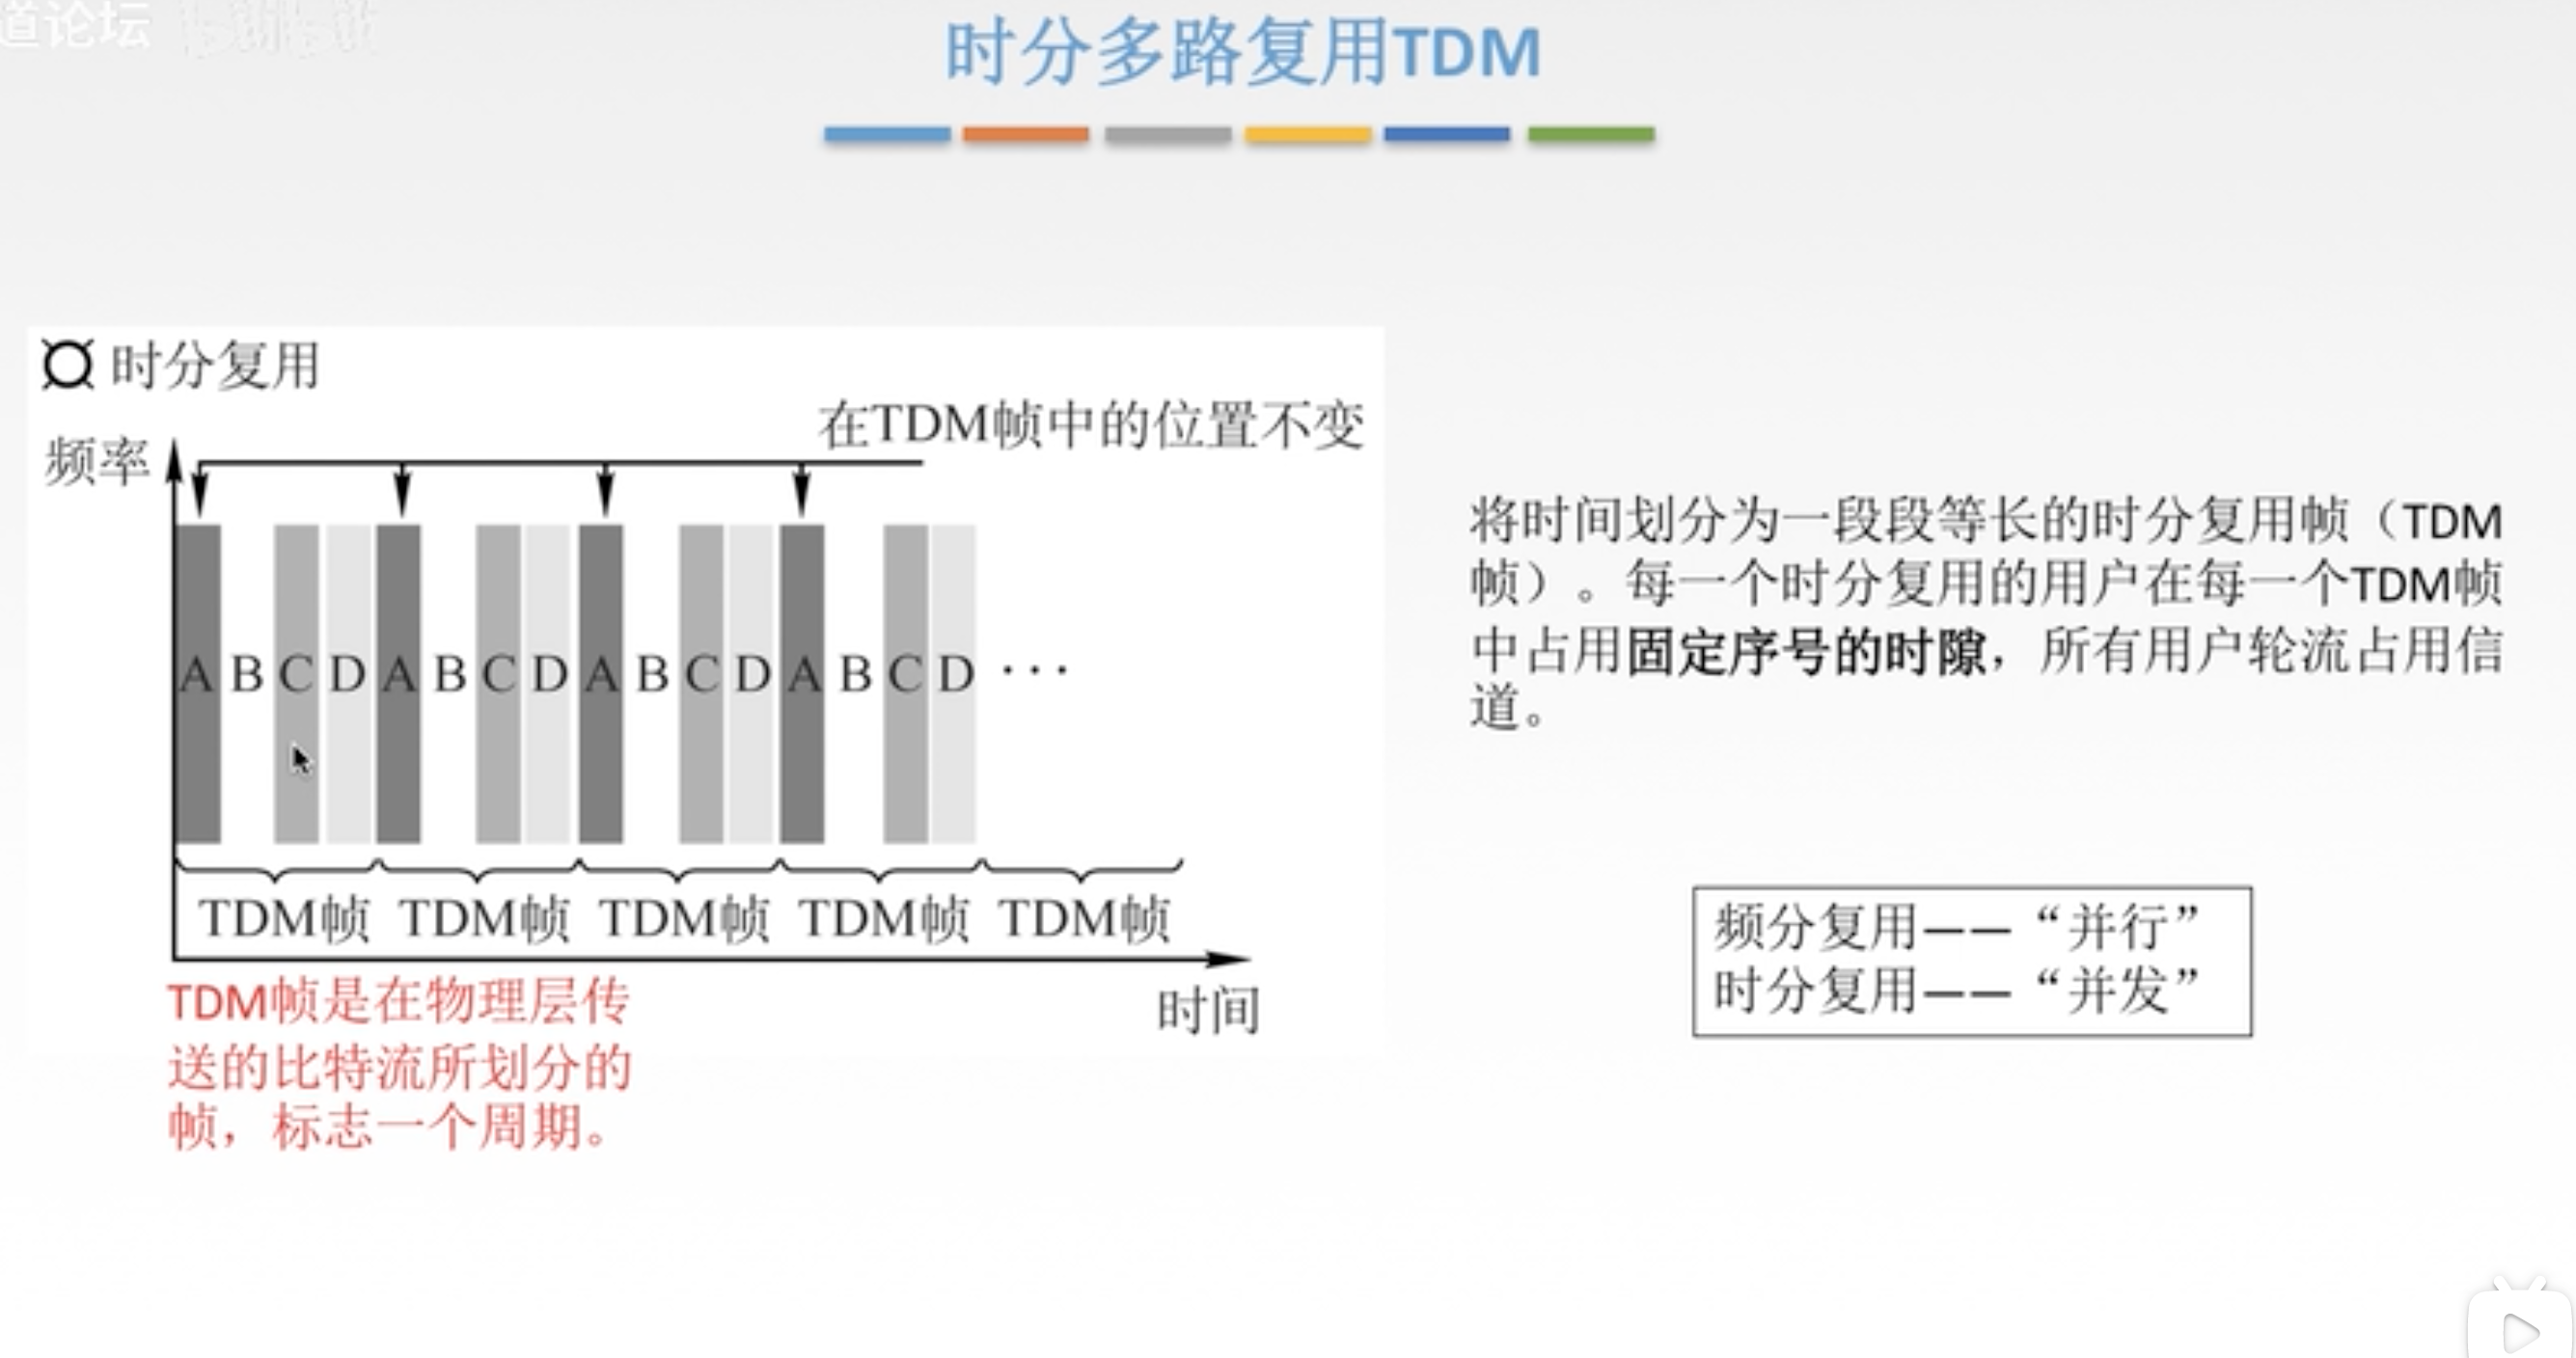 道论坛
bilibili
时分多路复用TDM
时分复用
在TDM帧中的位置不变
频率
A B C D A B C D A B C D A B C D ···
TDM帧 TDM帧 TDM帧 TDM帧 TDM帧
时间
TDM帧是在物理层传
送的比特流所划分的
帧，标志一个周期。
将时间划分为一段段等长的时分复用帧（TDM
帧）。每一个时分复用的用户在每一个TDM帧
中占用固定序号的时隙，所有用户轮流占用信
道。
频分复用——“并行”
时分复用——“并发”